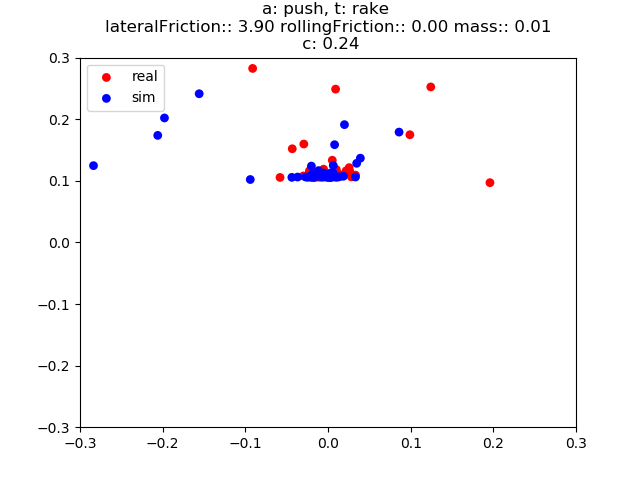 a: push, t: rake
lateralFriction:: 3.90 rollingFriction:: 0.00 mass:: 0.01
c: 0.24
real
sim
0.3
0.2
0.1
0.0
−0.1
−0.2
−0.3
−0.3 −0.2 −0.1 0.0 0.1 0.2 0.3